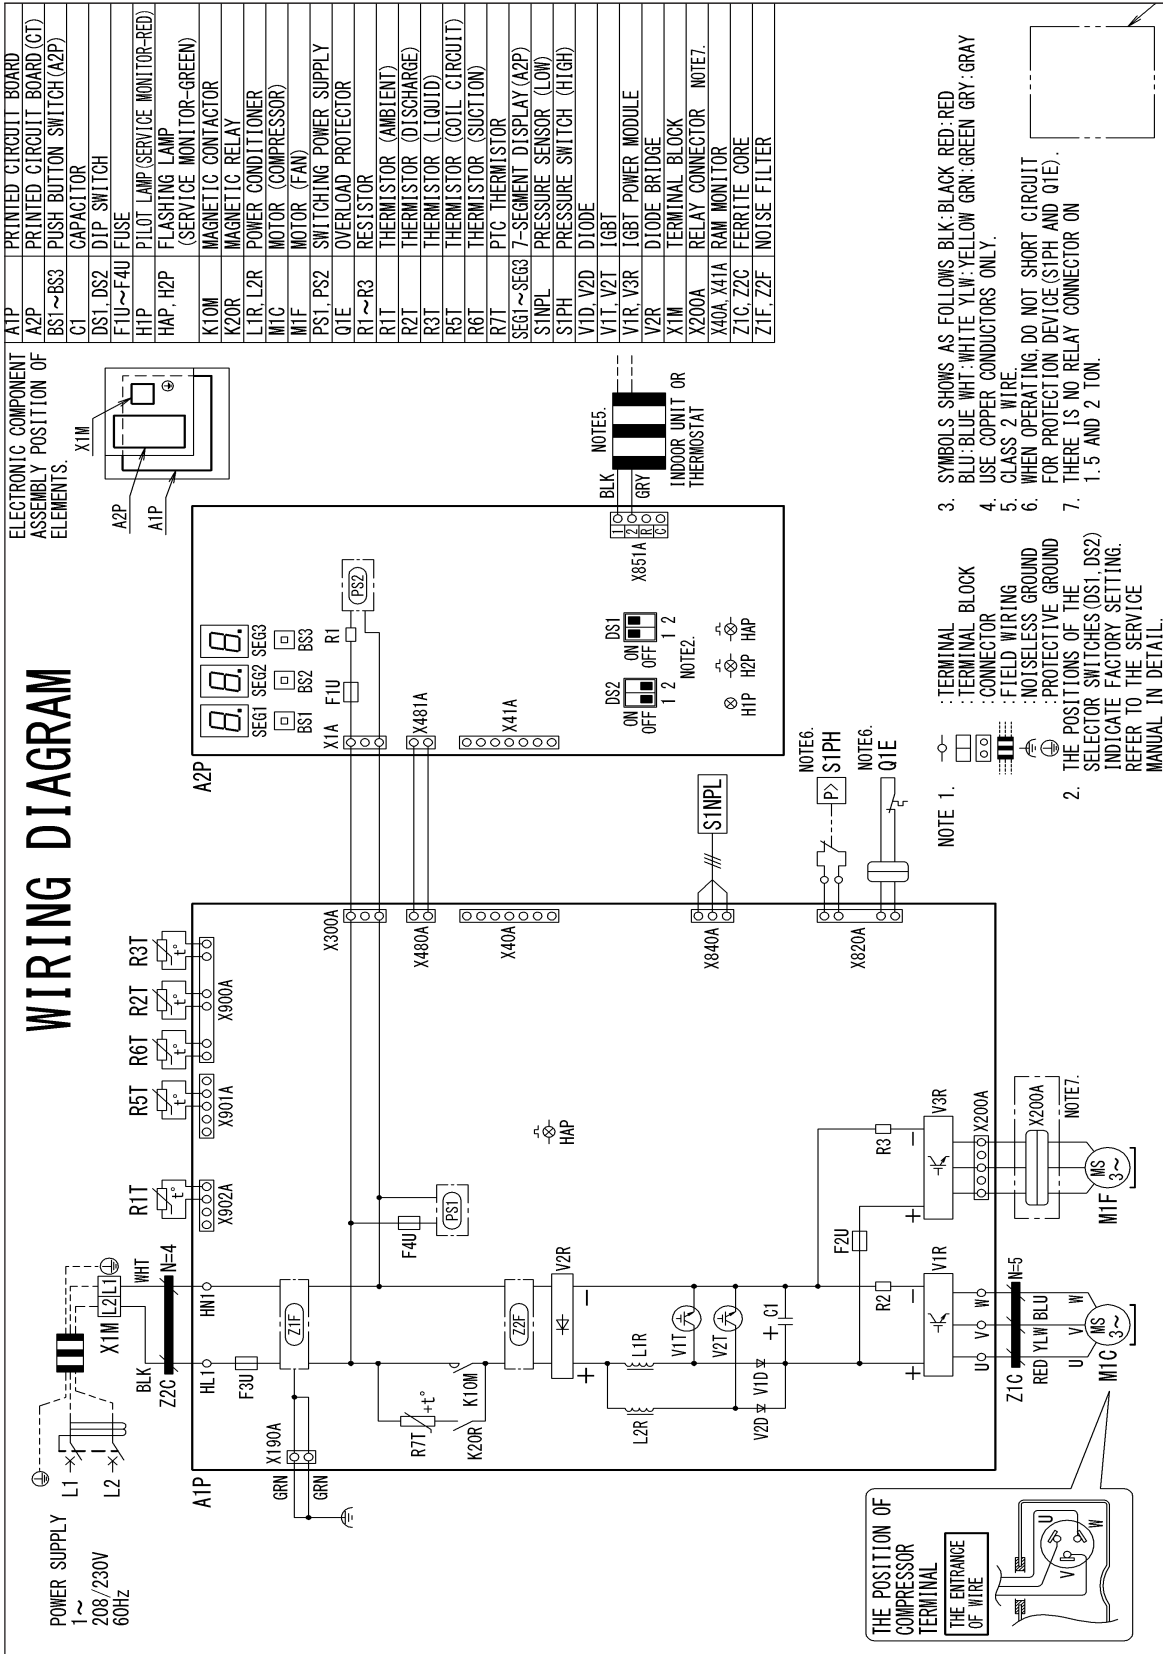 WIRING DIAGRAM
POWER SUPPLY
1~
208/230V
60Hz
L1
L2
X1M
L2 L1
BLK
WHT
Z2C
N=4
HL1
HN1
F3U
Z1F
X190A
GRN
GRN
A1P
R1T
t°
X902A
R5T
t°
X901A
R6T
t°
R2T
t°
R3T
t°
X900A
R7T
+t°
K10M
K20R
F4U
PS1
HAP
Z2F
V2R
+
−
L1R
L2R
V1T
V2T
V1D
V2D
+
C1
R2
R3
F2U
V1R
+
−
V3R
+
−
U
V
W
Z1C
N=5
RED YLW BLU
U
V
W
M1C
MS
3~
X200A
X200A
NOTE7.
M1F
MS
3~
THE POSITION OF
COMPRESSOR
TERMINAL
THE ENTRANCE
OF WIRE
U
V
W
X300A
X480A
X40A
X840A
X820A
S1NPL
NOTE6.
S1PH
P>
NOTE6.
Q1E
A2P
SEG1
SEG2
SEG3
BS1
BS2
BS3
X1A
F1U
R1
PS2
X481A
X41A
DS2
ON
OFF
1 2
DS1
ON
OFF
1 2
NOTE2.
H1P
H2P
HAP
X851A
1
2
R
C
BLK
GRY
NOTE5.
INDOOR UNIT OR
THERMOSTAT
ELECTRONIC COMPONENT
ASSEMBLY POSITION OF
ELEMENTS.
X1M
A2P
A1P
A1P PRINTED CIRCUIT BOARD
A2P PRINTED CIRCUIT BOARD(CT)
BS1~BS3 PUSH BUTTON SWITCH(A2P)
C1 CAPACITOR
DS1, DS2 DIP SWITCH
F1U~F4U FUSE
H1P PILOT LAMP(SERVICE MONITOR-RED)
HAP, H2P FLASHING LAMP
(SERVICE MONITOR-GREEN)
K10M MAGNETIC CONTACTOR
K20R MAGNETIC RELAY
L1R, L2R POWER CONDITIONER
M1C MOTOR (COMPRESSOR)
M1F MOTOR (FAN)
PS1, PS2 SWITCHING POWER SUPPLY
Q1E OVERLOAD PROTECTOR
R1~R3 RESISTOR
R1T THERMISTOR (AMBIENT)
R2T THERMISTOR (DISCHARGE)
R3T THERMISTOR (LIQUID)
R5T THERMISTOR (COIL CIRCUIT)
R6T THERMISTOR (SUCTION)
R7T PTC THERMISTOR
SEG1~SEG3 7-SEGMENT DISPLAY(A2P)
S1NPL PRESSURE SENSOR (LOW)
S1PH PRESSURE SWITCH (HIGH)
V1D, V2D DIODE
V1T, V2T IGBT
V1R, V3R IGBT POWER MODULE
V2R DIODE BRIDGE
X1M TERMINAL BLOCK
X200A RELAY CONNECTOR NOTE7.
X40A, X41A RAM MONITOR
Z1C, Z2C FERRITE CORE
Z1F, Z2F NOISE FILTER
NOTE 1.
:TERMINAL
:TERMINAL BLOCK
:CONNECTOR
:FIELD WIRING
:NOISELESS GROUND
:PROTECTIVE GROUND
2. THE POSITIONS OF THE
SELECTOR SWITCHES(DS1, DS2)
INDICATE FACTORY SETTING.
REFER TO THE SERVICE
MANUAL IN DETAIL.
3. SYMBOLS SHOWS AS FOLLOWS BLK:BLACK RED:RED
BLU:BLUE WHT:WHITE YLW:YELLOW GRN:GREEN GRY:GRAY
4. USE COPPER CONDUCTORS ONLY.
5. CLASS 2 WIRE.
6. WHEN OPERATING, DO NOT SHORT CIRCUIT
FOR PROTECTION DEVICE(S1PH AND Q1E).
7. THERE IS NO RELAY CONNECTOR ON
1.5 AND 2 TON.